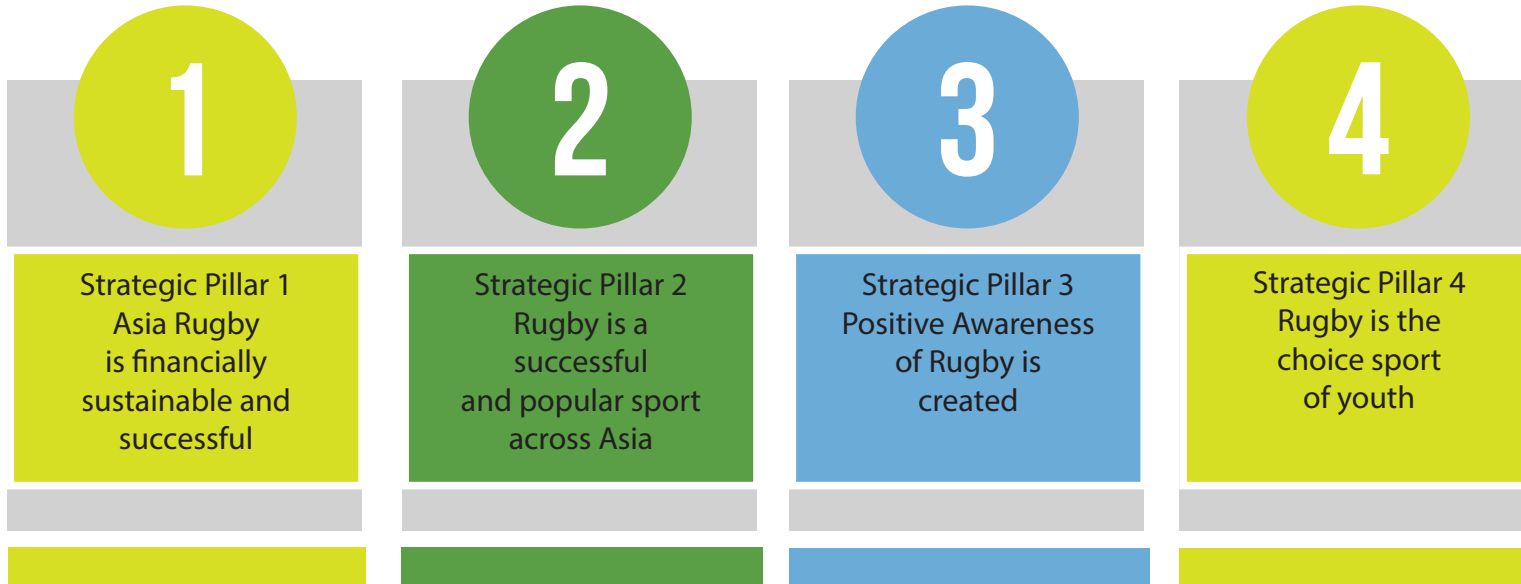 1
Strategic Pillar 1
Asia Rugby
is financially
sustainable and
successful
2
Strategic Pillar 2
Rugby is a
successful
and popular sport
across Asia
3
Strategic Pillar 3
Positive Awareness
of Rugby is
created
4
Strategic Pillar 4
Rugby is the
choice sport
of youth